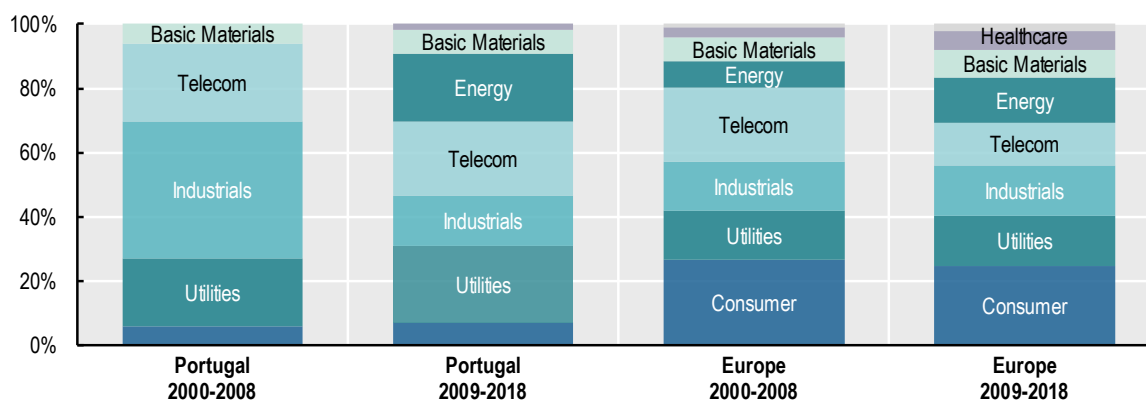 100%
80%
60%
40%
20%
0%
Basic Materials
Telecom
Industrials
Utilities
Basic Materials
Energy
Telecom
Industrials
Utilities
Basic Materials
Energy
Telecom
Industrials
Utilities
Consumer
Healthcare
Basic Materials
Energy
Telecom
Industrials
Utilities
Consumer
Portugal
2000-2008
Portugal
2009-2018
Europe
2000-2008
Europe
2009-2018